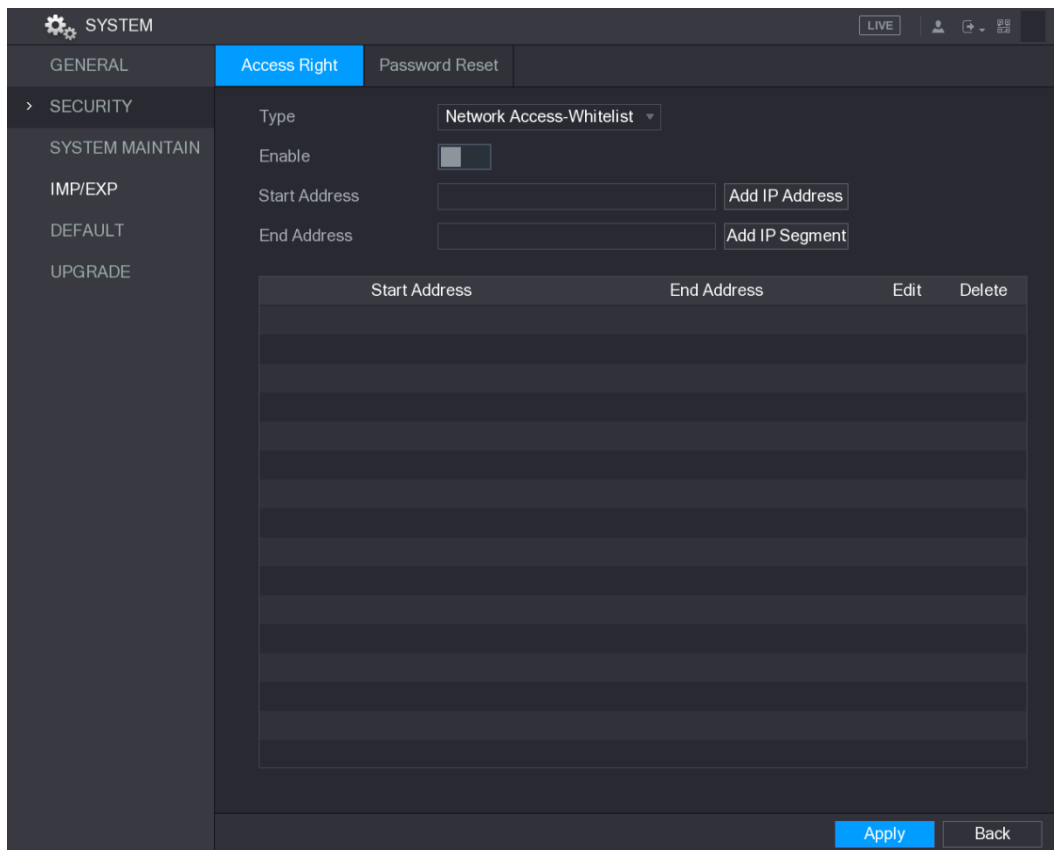 SYSTEM
LIVE
GENERAL
SECURITY
SYSTEM MAINTAIN
IMP/EXP
DEFAULT
UPGRADE
Access Right Password Reset
Type Network Access-Whitelist
Enable
Start Address Add IP Address
End Address Add IP Segment
Start Address End Address Edit Delete
Apply Back